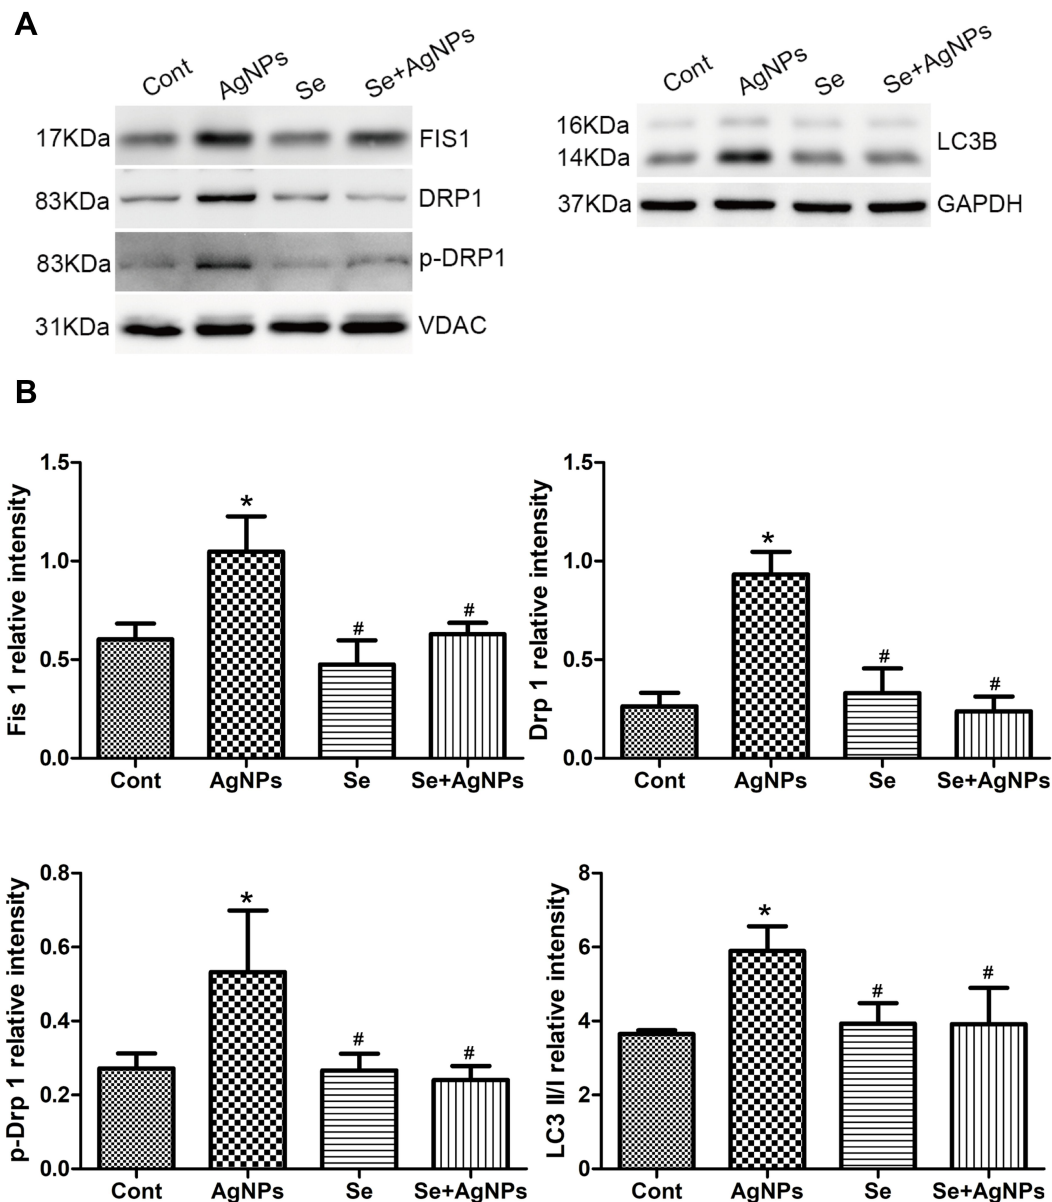 A
Cont AgNPs Se Se+AgNPs
17KDa FIS1
83KDa DRP1
83KDa p-DRP1
31KDa VDAC
Cont AgNPs Se Se+AgNPs
16KDa
LC3B
14KDa
37KDa GAPDH
B
Fis 1 relative intensity
1.5
1.0
0.5
0.0
*
#
#
Cont AgNPs Se Se+AgNPs
Drp 1 relative intensity
1.5
1.0
0.5
0.0
*
#
#
Cont AgNPs Se Se+AgNPs
p-Drp 1 relative intensity
0.8
0.6
0.4
0.2
0.0
*
#
#
Cont AgNPs Se Se+AgNPs
LC3 II/I relative intensity
8
6
4
2
0
*
#
#
Cont AgNPs Se Se+AgNPs